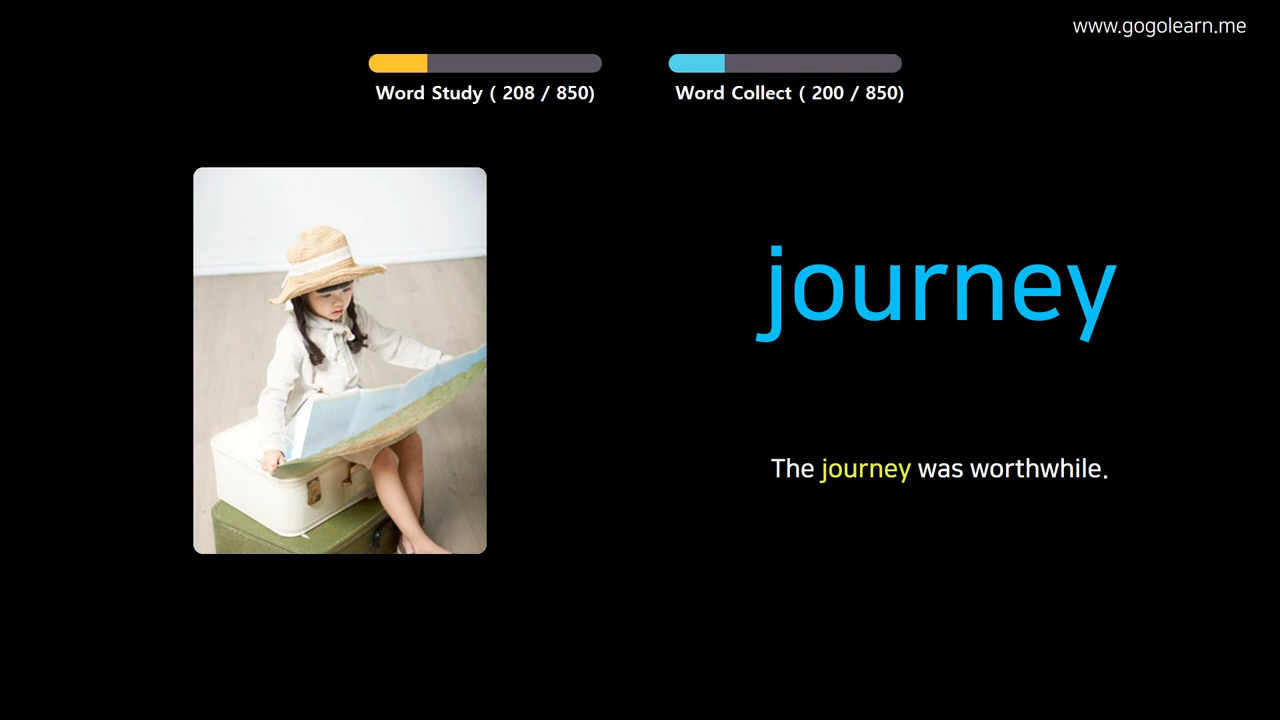 www.gogolearn.me
Word Study ( 208 / 850)
Word Collect ( 200 / 850)
journey
The journey was worthwhile.